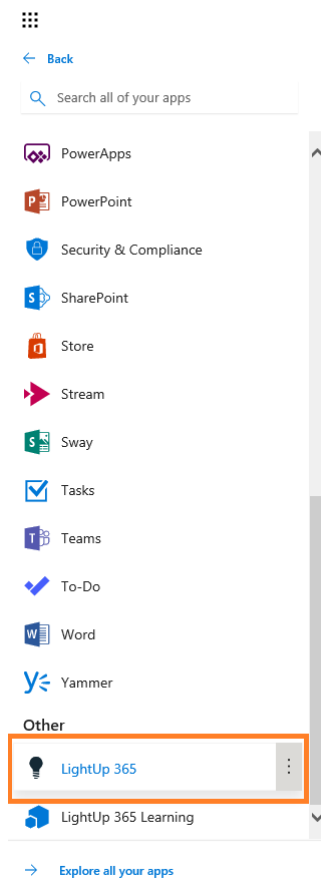 Back
Search all of your apps
PowerApps
PowerPoint
Security & Compliance
SharePoint
Store
Stream
Sway
Tasks
Teams
To-Do
Word
Yammer
Other
LightUp 365
LightUp 365 Learning
Explore all your apps